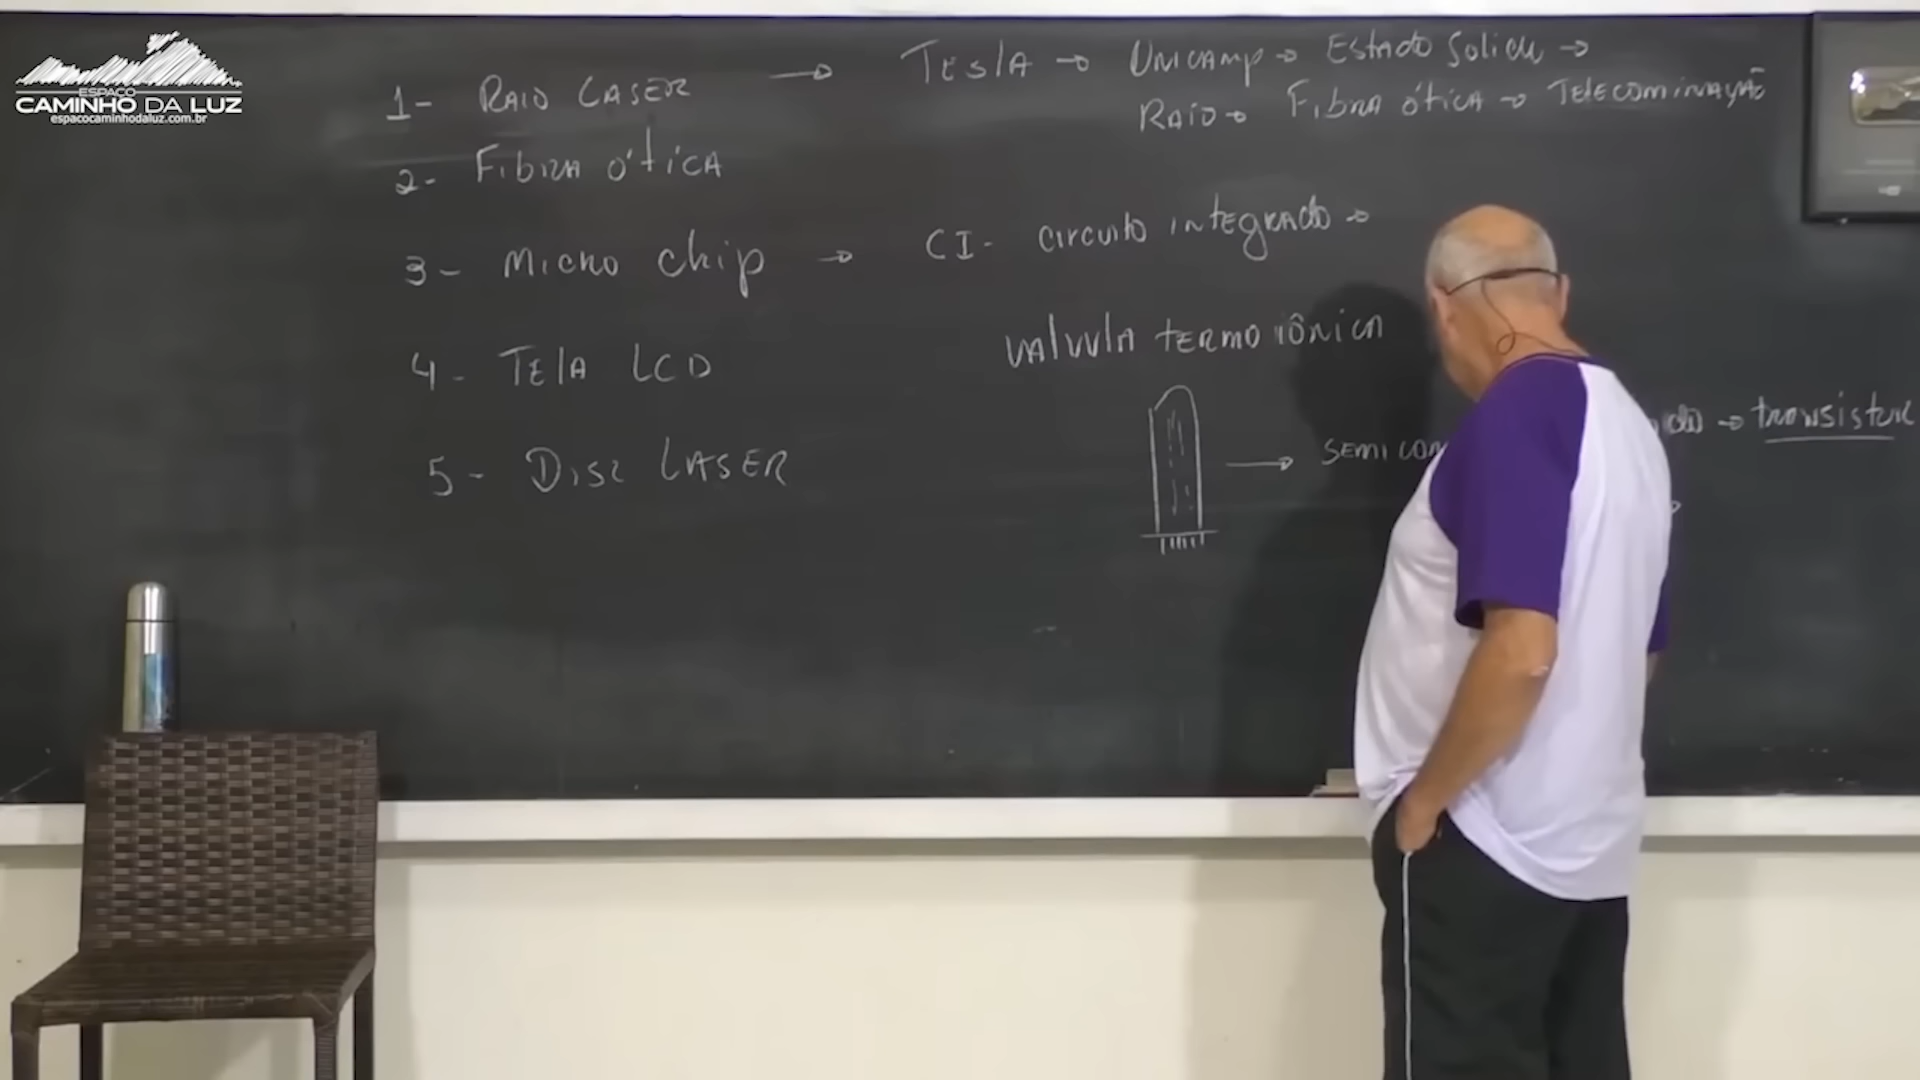 ESPAÇO
CAMINHO DA LUZ
espacocaminhodaluz.com.br
1- RAIO LASER → TESLA → UNICAMP → ESTADO SOLIDO →
RAIO → FIBRA ÓTICA → TELECOMINAÇÃO
2- FIBRA ÓTICA
3- MICRO chip → CI- CIRCUITO INTEGRADO →
VALVULA TERMO IÔNICA
4- TELA LCD
→ SEMICON → TRANSISTOR
5- DISC LASER